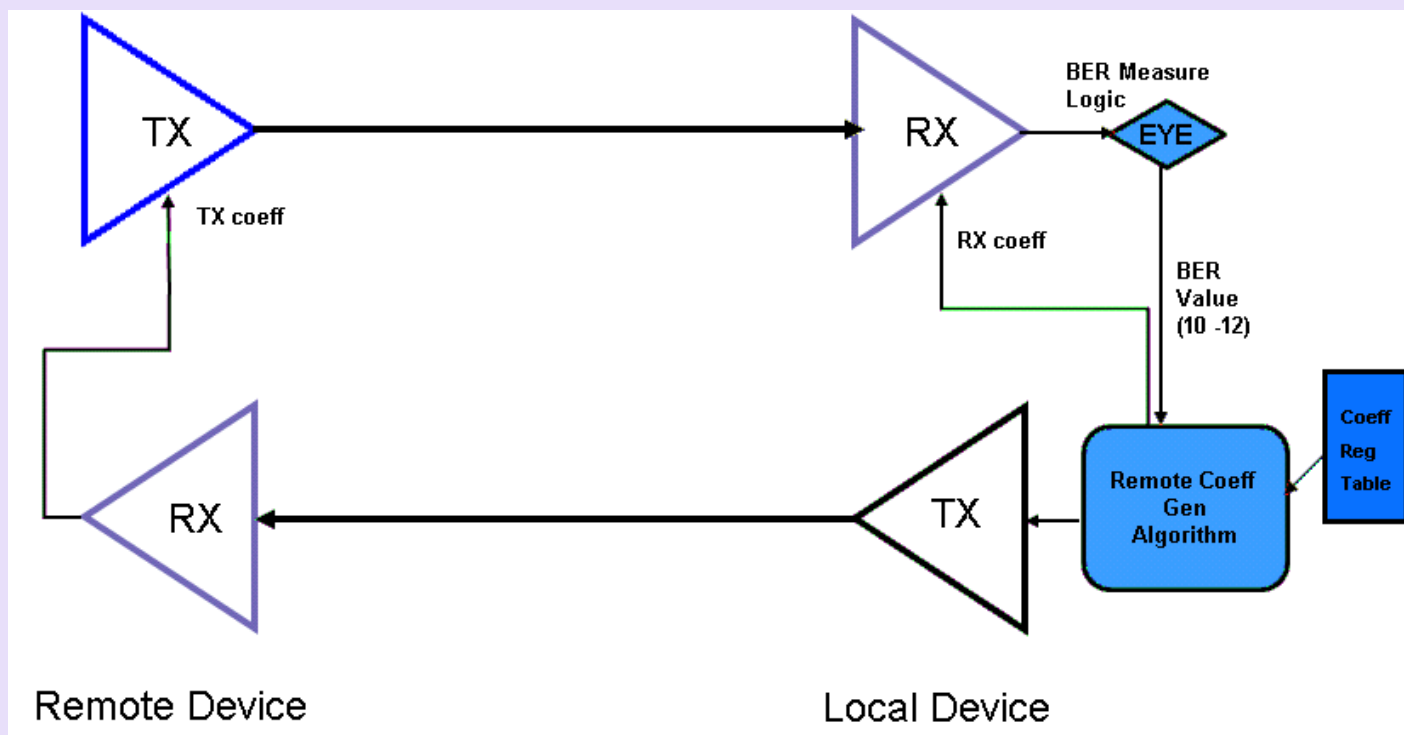 TX
RX
BER Measure
Logic
EYE
TX coeff
RX coeff
BER
Value
(10 -12)
Coeff
Reg
Table
Remote Coeff
Gen
Algorithm
RX
TX
Remote Device
Local Device